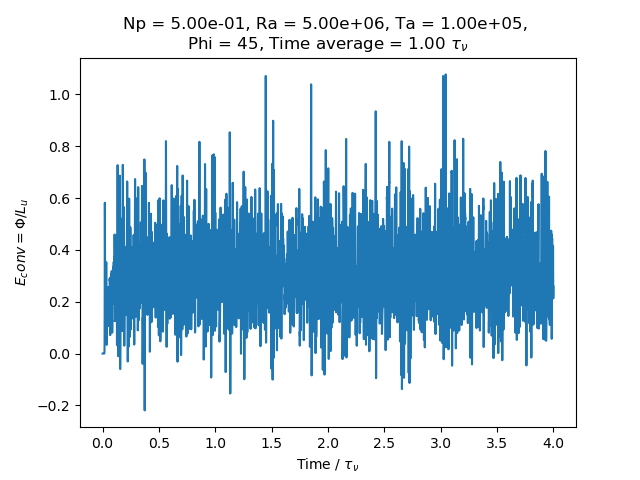 Np = 5.00e-01, Ra = 5.00e+06, Ta = 1.00e+05,
Phi = 45, Time average = 1.00 τν
E_conv = Φ/L_u
1.0
0.8
0.6
0.4
0.2
0.0
−0.2
0.0 0.5 1.0 1.5 2.0 2.5 3.0 3.5 4.0
Time / τν